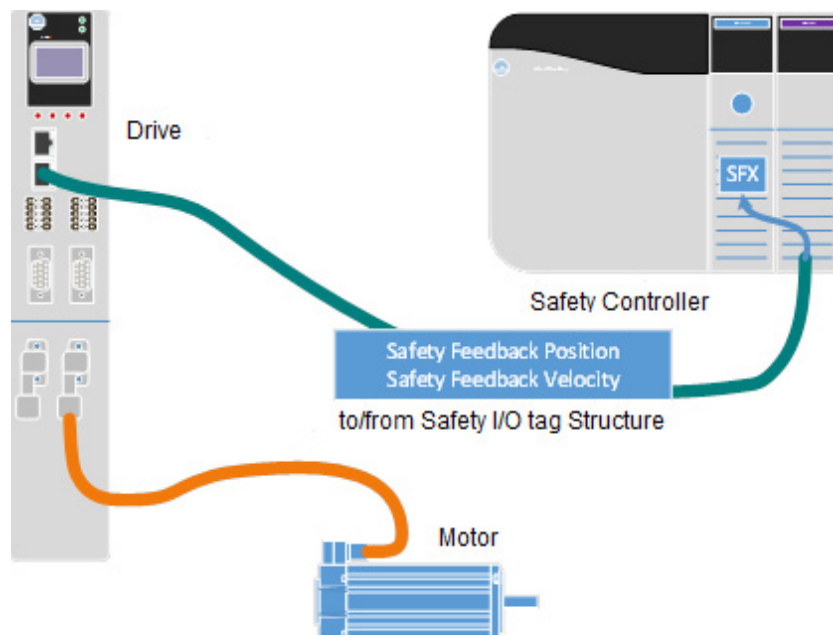 Drive
SFX
Safety Controller
Safety Feedback Position
Safety Feedback Velocity
to/from Safety I/O tag Structure
Motor